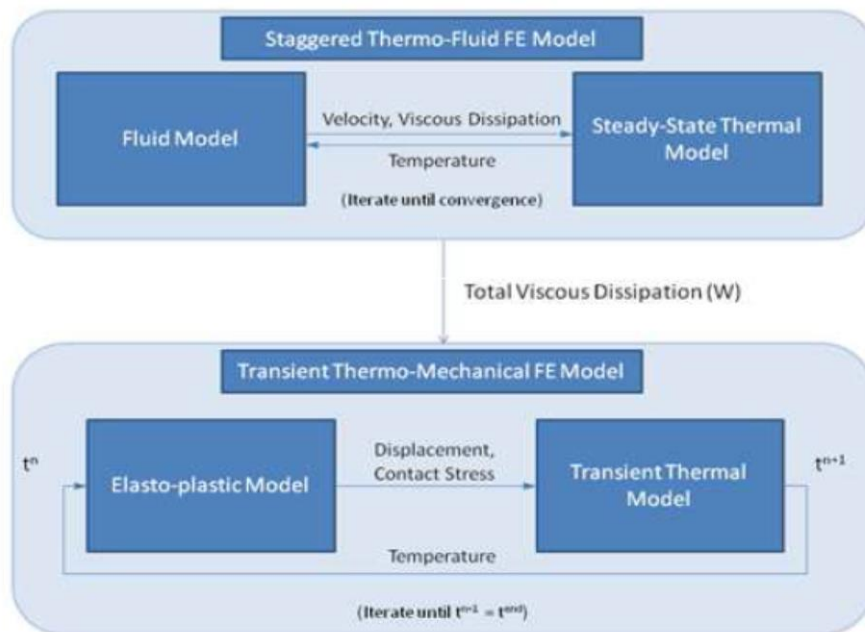 Staggered Thermo-Fluid FE Model
Fluid Model
Velocity, Viscous Dissipation
Temperature
(Iterate until convergence)
Steady-State Thermal
Model
Total Viscous Dissipation (W)
Transient Thermo-Mechanical FE Model
tⁿ
Elasto-plastic Model
Displacement,
Contact Stress
Transient Thermal
Model
tⁿ⁺¹
Temperature
(Iterate until tⁿ⁺¹ = tᵉⁿᵈ)